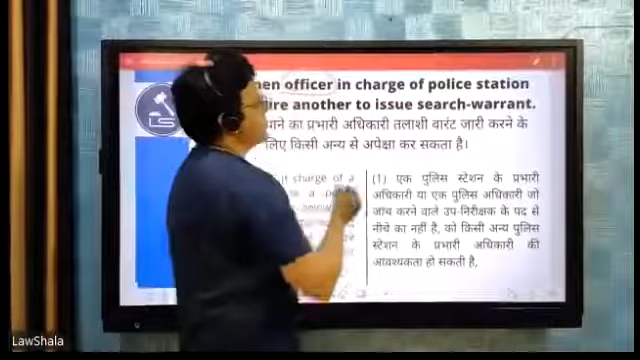 officer in charge of police station
another to issue search-warrant.
का प्रभारी अधिकारी तलाशी वारंट जारी करने के
लिए किसी अन्य से अपेक्षा कर सकता है।
LS
charge of a
(1) एक पुलिस स्टेशन के प्रभारी
अधिकारी या एक पुलिस अधिकारी जो
जांच करने वाले उप-निरीक्षक के पद से
नीचे का नहीं है, को किसी अन्य पुलिस
स्टेशन के प्रभारी अधिकारी की
आवश्यकता हो सकती है,
LawShala